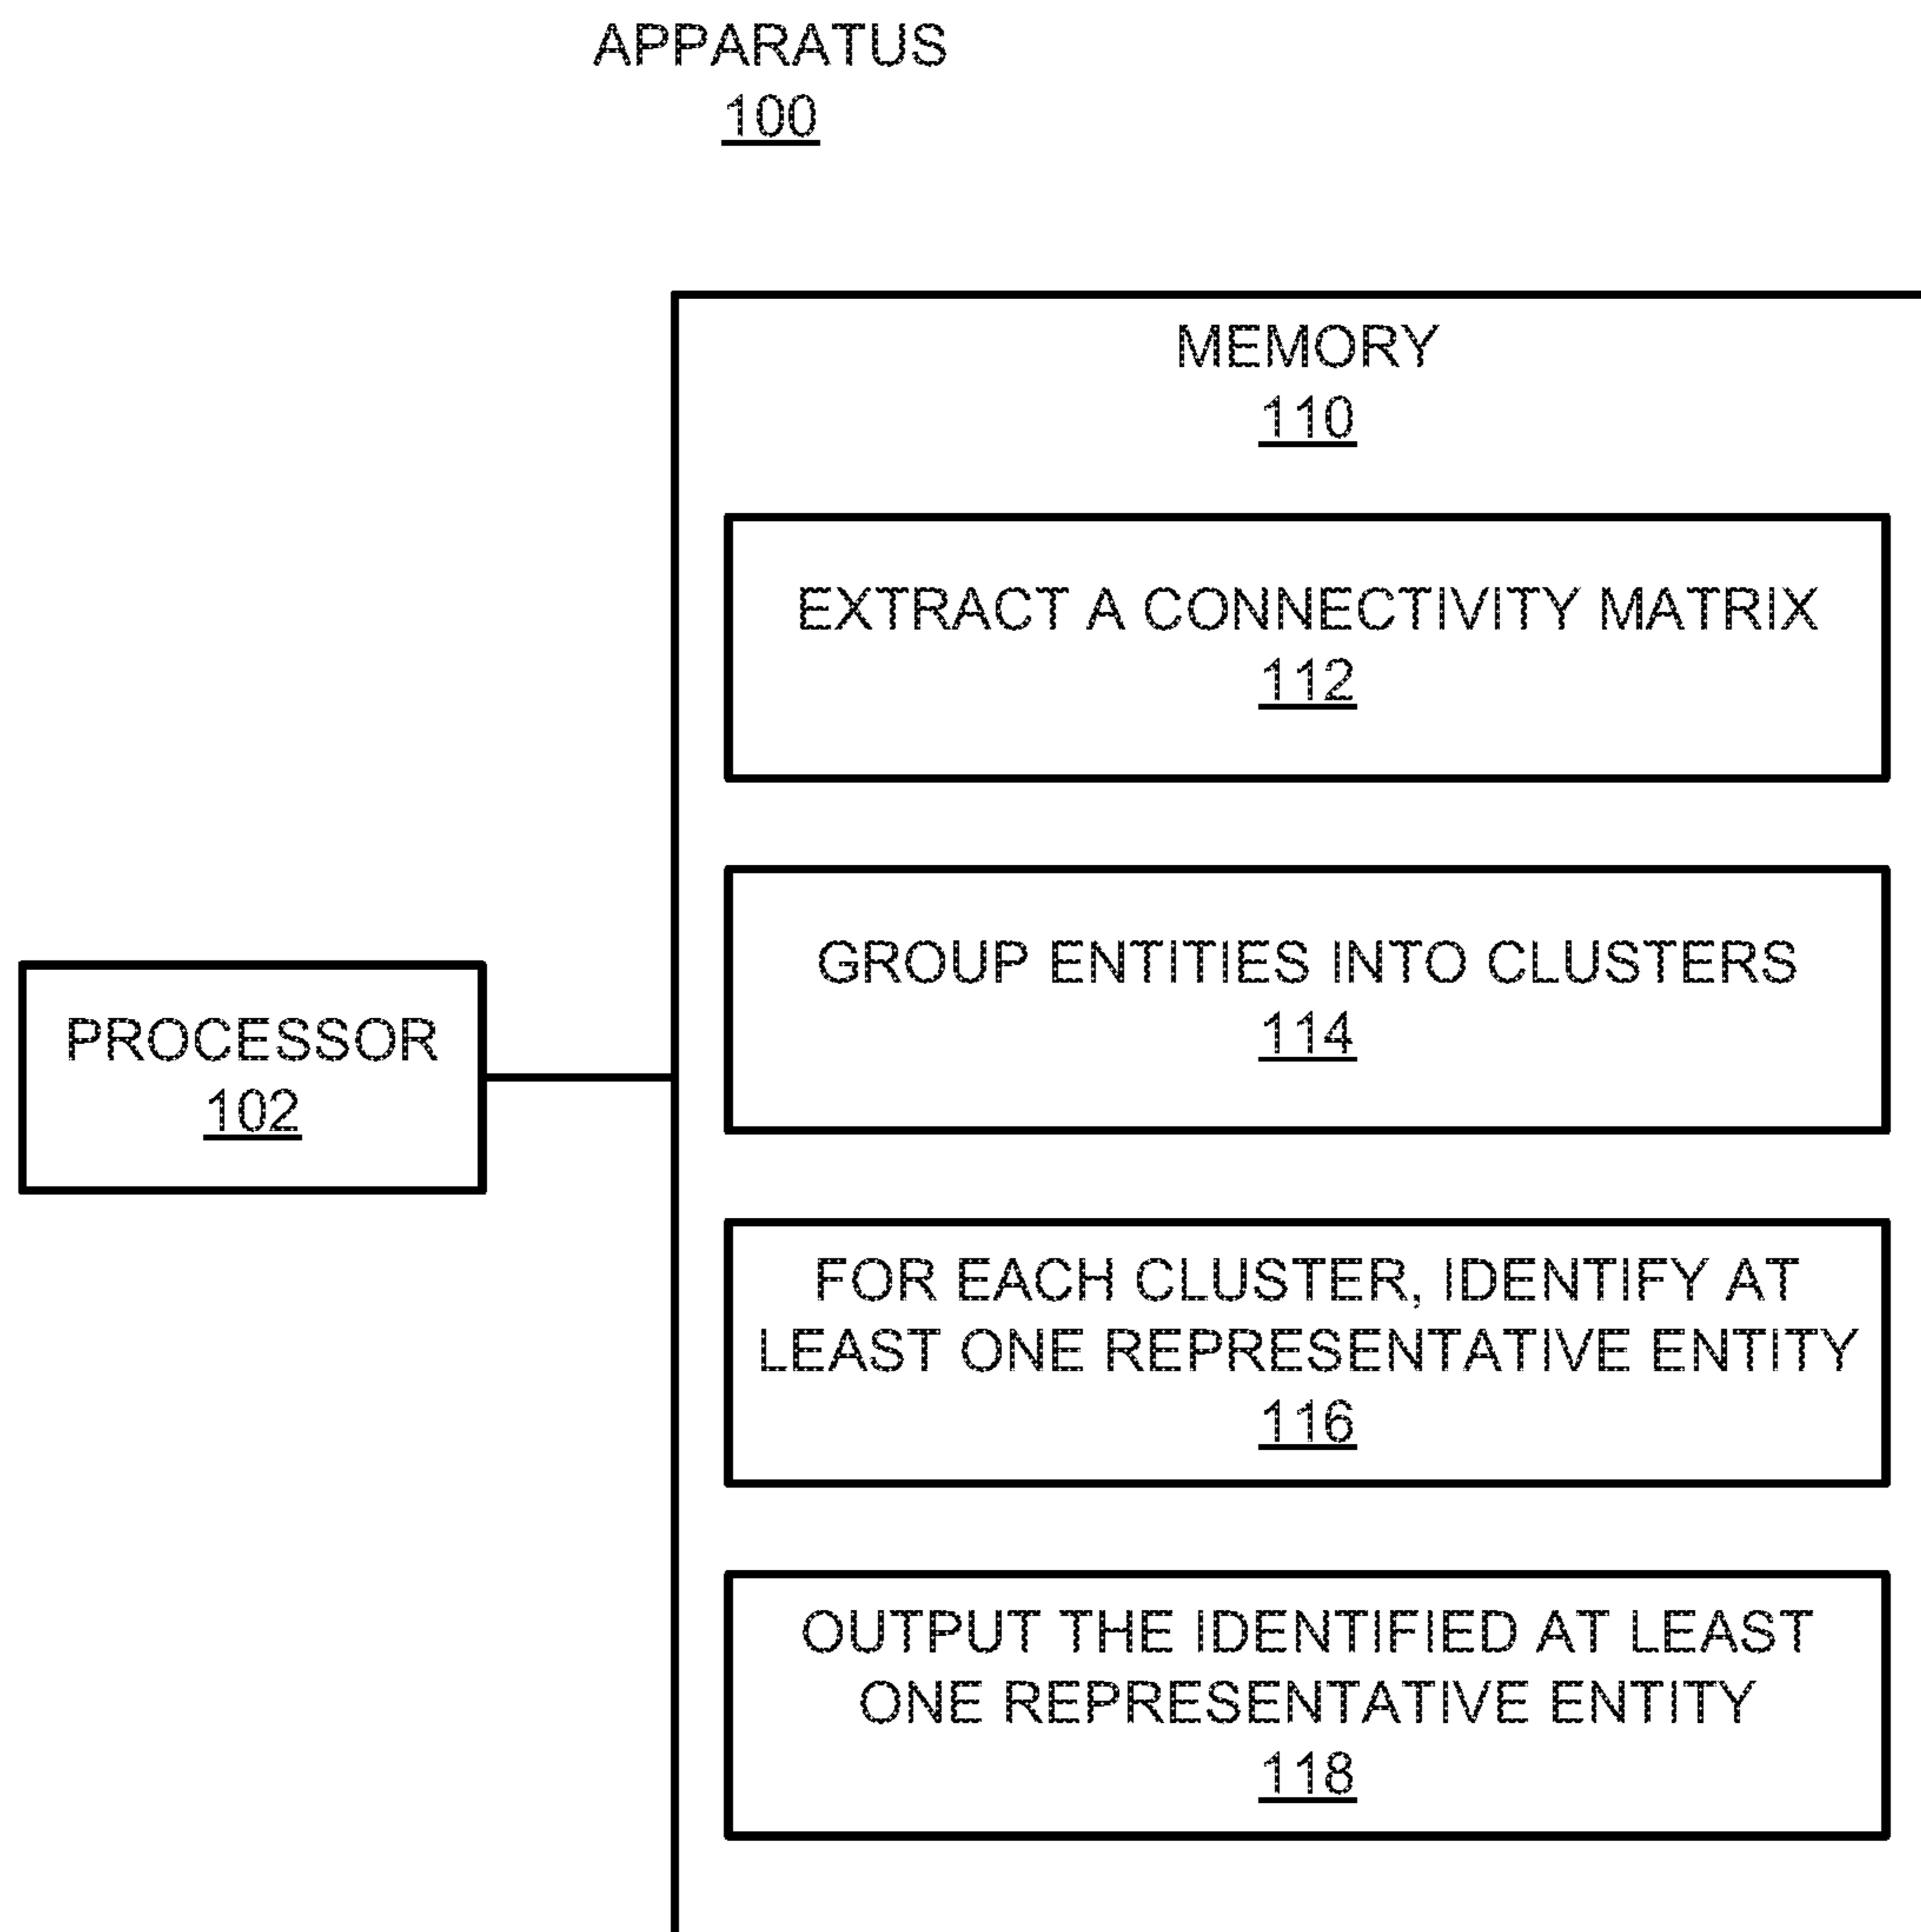 APPARATUS
100
MEMORY
110
EXTRACT A CONNECTIVITY MATRIX
112
GROUP ENTITIES INTO CLUSTERS
114
PROCESSOR
102
FOR EACH CLUSTER, IDENTIFY AT
LEAST ONE REPRESENTATIVE ENTITY
116
OUTPUT THE IDENTIFIED AT LEAST
ONE REPRESENTATIVE ENTITY
118